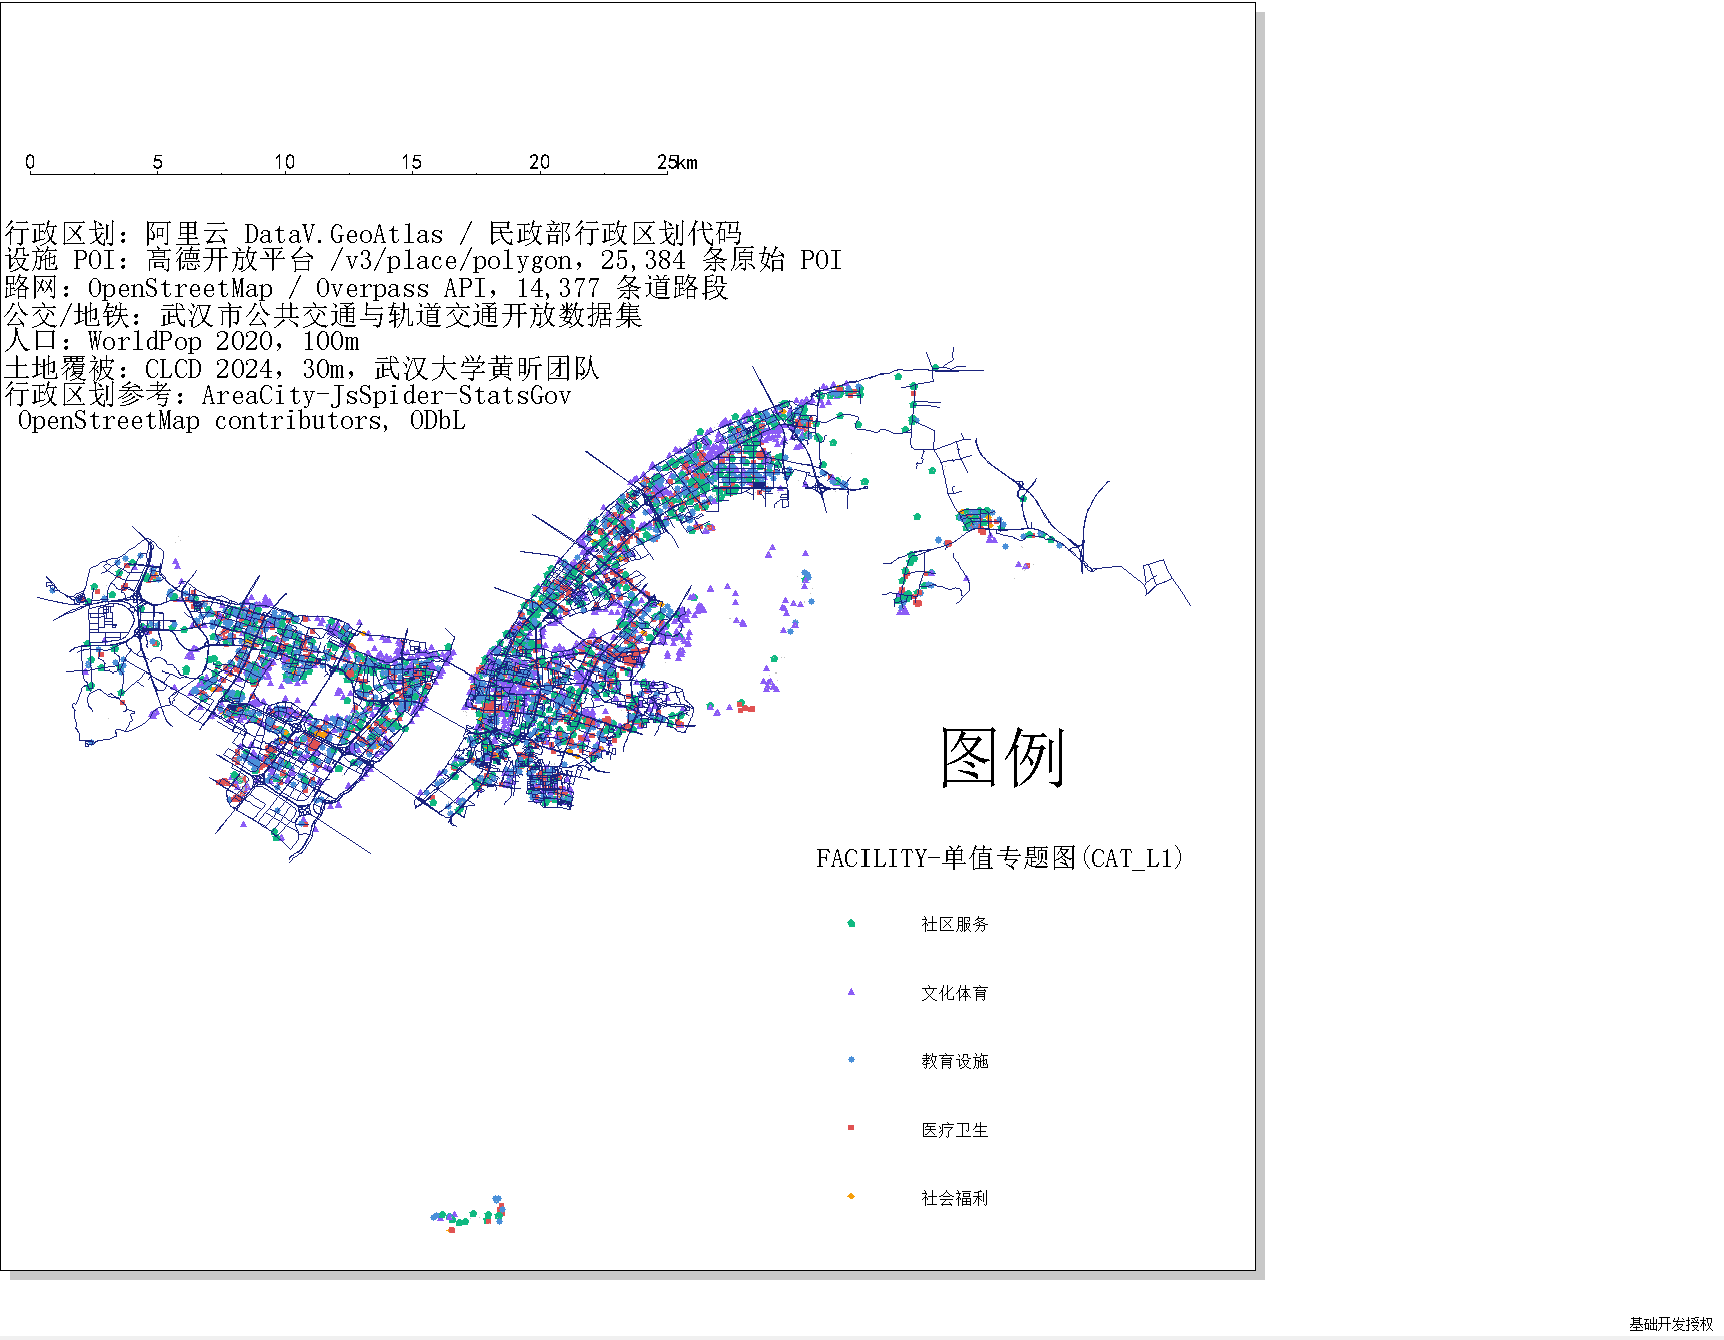 0 5 10 15 20 25km
行政区划：阿里云 DataV.GeoAtlas / 民政部行政区划代码
设施 POI：高德开放平台 /v3/place/polygon，25,384 条原始 POI
路网：OpenStreetMap / Overpass API，14,377 条道路段
公交/地铁：武汉市公共交通与轨道交通开放数据集
人口：WorldPop 2020，100m
土地覆被：CLCD 2024，30m，武汉大学黄昕团队
行政区划参考：AreaCity-JsSpider-StatsGov
OpenStreetMap contributors, ODbL
图例
FACILITY-单值专题图(CAT_L1)
社区服务
文化体育
教育设施
医疗卫生
社会福利
基础开发授权